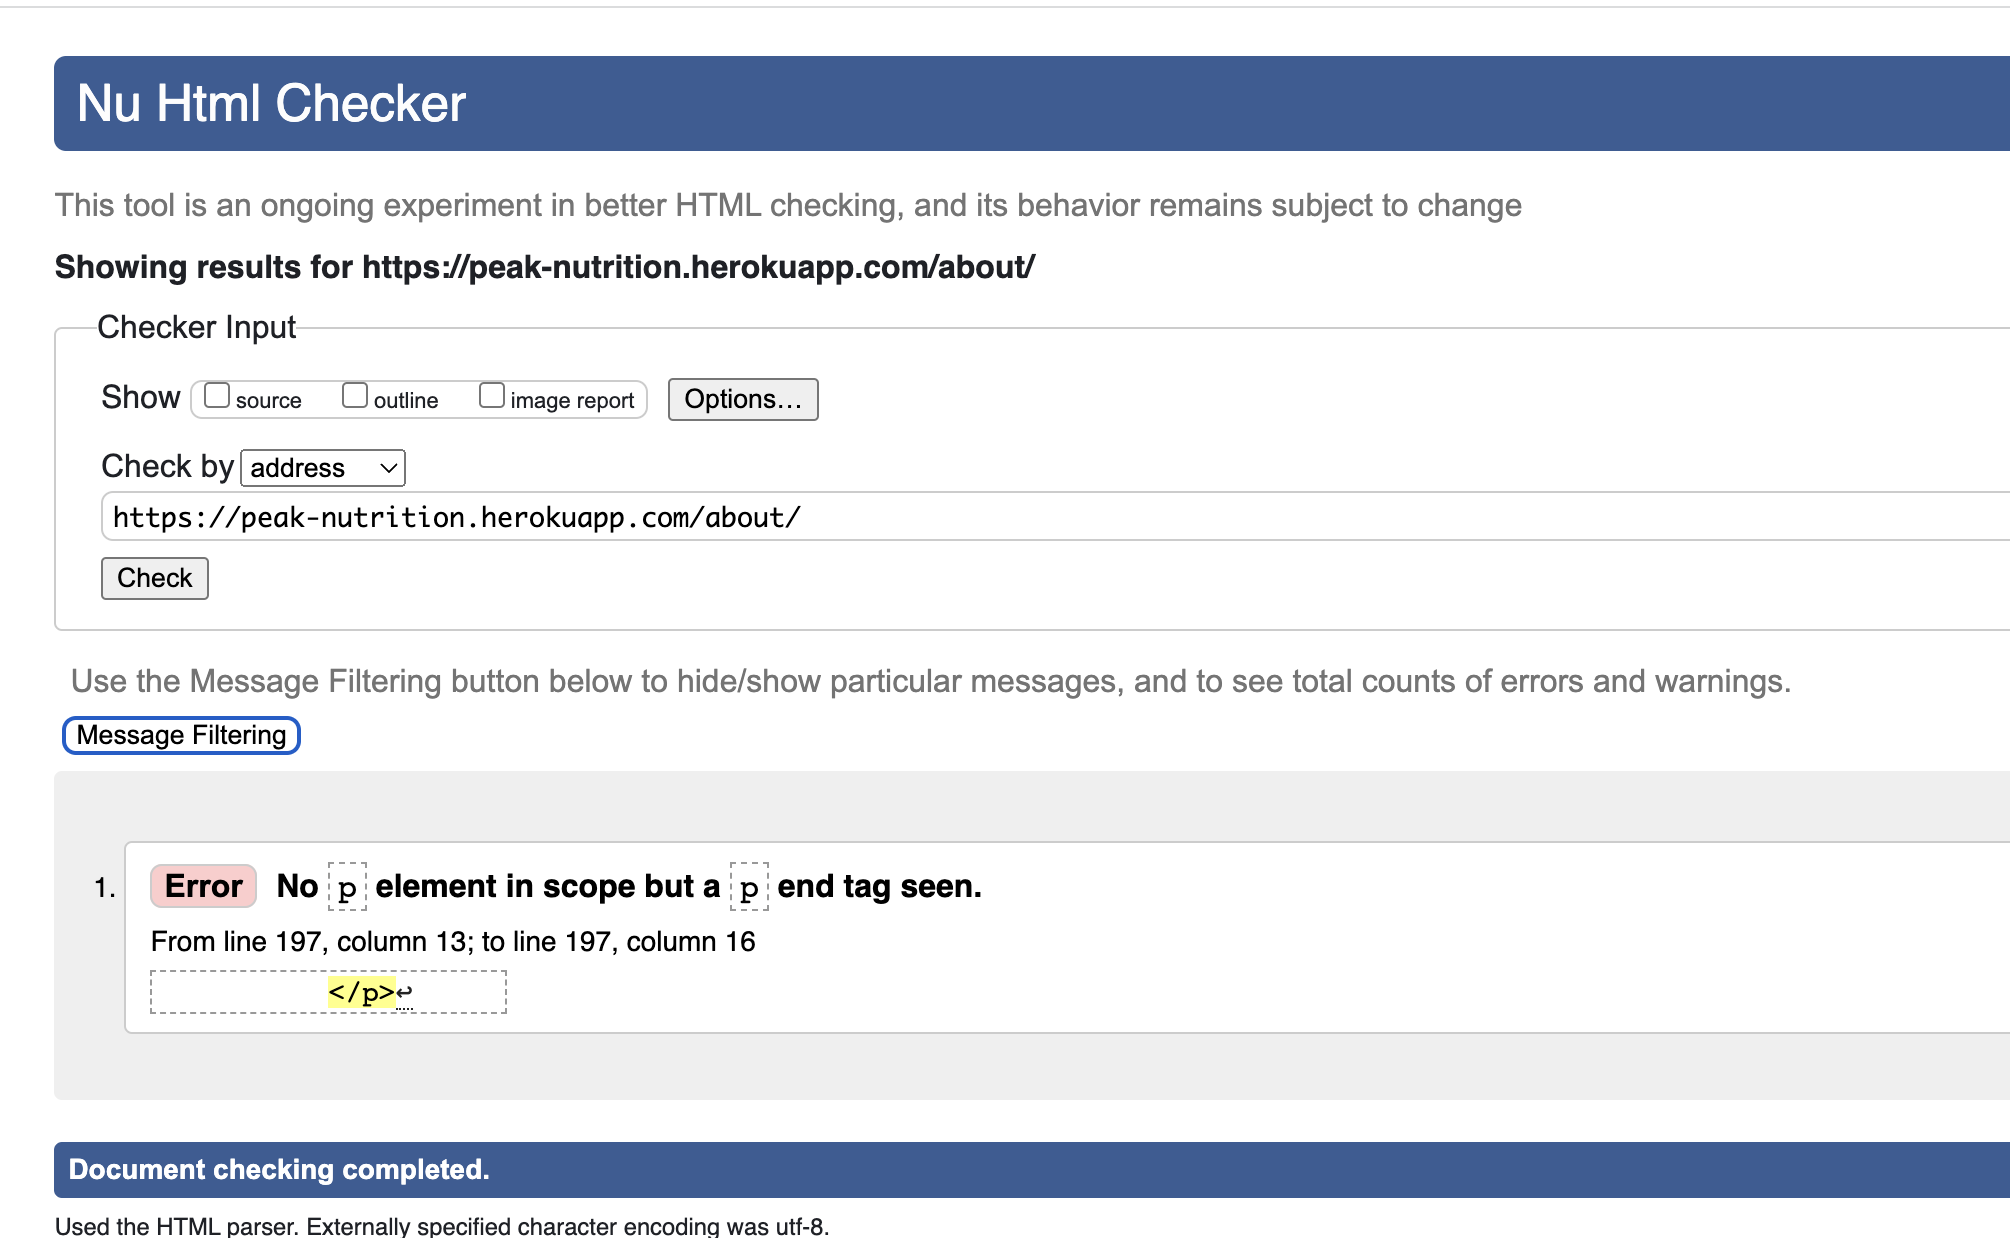 Nu Html Checker
This tool is an ongoing experiment in better HTML checking, and its behavior remains subject to change
Showing results for https://peak-nutrition.herokuapp.com/about/
Checker Input
Show source outline image report Options...
Check by address
https://peak-nutrition.herokuapp.com/about/
Check
Use the Message Filtering button below to hide/show particular messages, and to see total counts of errors and warnings.
Message Filtering
1. Error No p element in scope but a p end tag seen.
From line 197, column 13; to line 197, column 16
</p>↩
Document checking completed.
Used the HTML parser. Externally specified character encoding was utf-8.